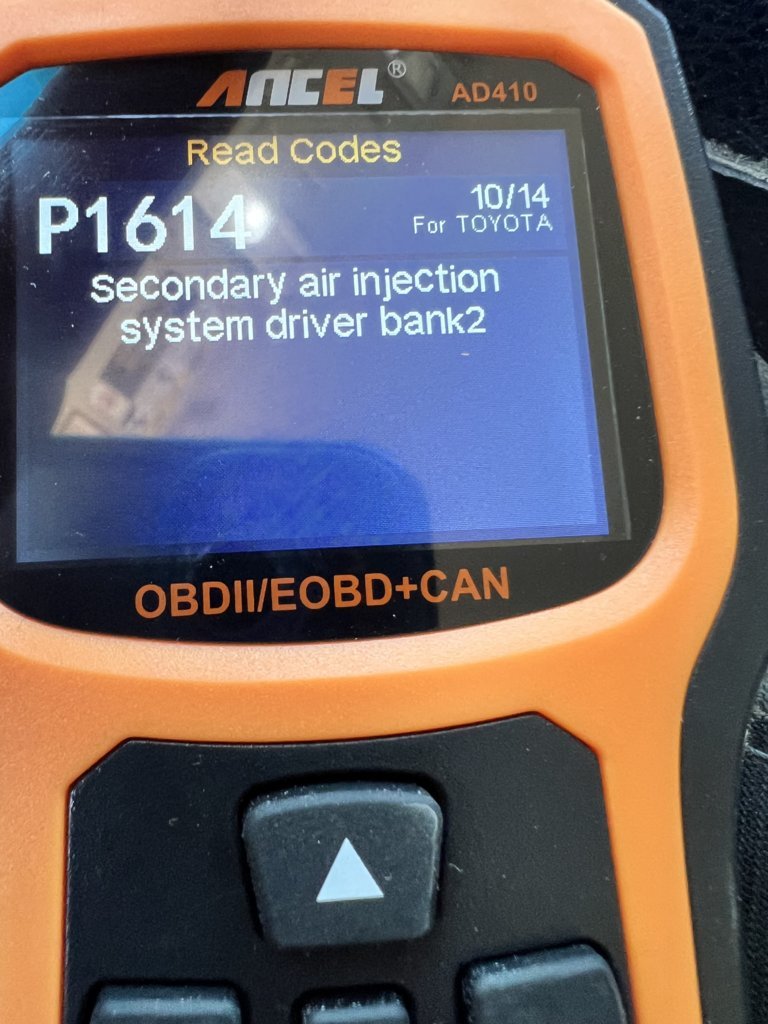 ANCEL® AD410
Read Codes
P1614 10/14
For TOYOTA
Secondary air injection
system driver bank2
OBDII/EOBD+CAN